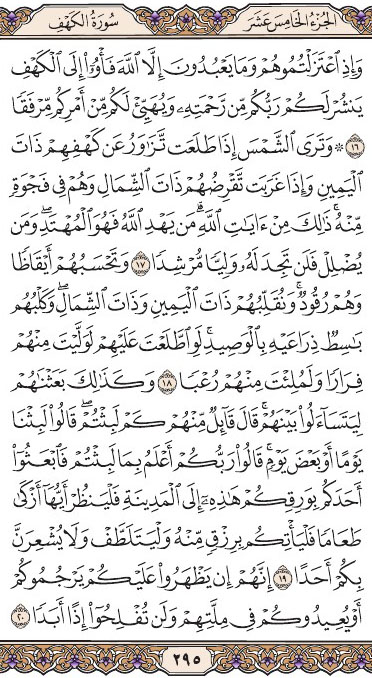 سُورَةُ الكَهْفِ الجُزْءُ الخَامِسَ عَشَرَ
وَإِذِ ٱعْتَزَلْتُمُوهُمْ وَمَا يَعْبُدُونَ إِلَّا ٱللَّهَ فَأْوُۥٓا۟ إِلَى ٱلْكَهْفِ
يَنشُرْ لَكُمْ رَبُّكُم مِّن رَّحْمَتِهِۦ وَيُهَيِّئْ لَكُم مِّنْ أَمْرِكُم مِّرْفَقًا
١٦ ۞ وَتَرَى ٱلشَّمْسَ إِذَا طَلَعَت تَّزَٰوَرُ عَن كَهْفِهِمْ ذَاتَ
ٱلْيَمِينِ وَإِذَا غَرَبَت تَّقْرِضُهُمْ ذَاتَ ٱلشِّمَالِ وَهُمْ فِى فَجْوَةٍ
مِّنْهُ ۚ ذَٰلِكَ مِنْ ءَايَٰتِ ٱللَّهِ ۗ مَن يَهْدِ ٱللَّهُ فَهُوَ ٱلْمُهْتَدِ ۖ وَمَن
يُضْلِلْ فَلَن تَجِدَ لَهُۥ وَلِيًّا مُّرْشِدًا ١٧ وَتَحْسَبُهُمْ أَيْقَاظًا
وَهُمْ رُقُودٌ ۚ وَنُقَلِّبُهُمْ ذَاتَ ٱلْيَمِينِ وَذَاتَ ٱلشِّمَالِ ۖ وَكَلْبُهُم
بَٰسِطٌ ذِرَاعَيْهِ بِٱلْوَصِيدِ ۚ لَوِ ٱطَّلَعْتَ عَلَيْهِمْ لَوَلَّيْتَ مِنْهُمْ
فِرَارًا وَلَمُلِئْتَ مِنْهُمْ رُعْبًا ١٨ وَكَذَٰلِكَ بَعَثْنَٰهُمْ
لِيَتَسَآءَلُوا۟ بَيْنَهُمْ ۚ قَالَ قَآئِلٌ مِّنْهُمْ كَمْ لَبِثْتُمْ ۖ قَالُوا۟ لَبِثْنَا
يَوْمًا أَوْ بَعْضَ يَوْمٍ ۚ قَالُوا۟ رَبُّكُمْ أَعْلَمُ بِمَا لَبِثْتُمْ فَٱبْعَثُوٓا۟
أَحَدَكُم بِوَرِقِكُمْ هَٰذِهِۦٓ إِلَى ٱلْمَدِينَةِ فَلْيَنظُرْ أَيُّهَآ أَزْكَىٰ
طَعَامًا فَلْيَأْتِكُم بِرِزْقٍ مِّنْهُ وَلْيَتَلَطَّفْ وَلَا يُشْعِرَنَّ
بِكُمْ أَحَدًا ١٩ إِنَّهُمْ إِن يَظْهَرُوا۟ عَلَيْكُمْ يَرْجُمُوكُمْ
أَوْ يُعِيدُوكُمْ فِى مِلَّتِهِمْ وَلَن تُفْلِحُوٓا۟ إِذًا أَبَدًا ٢٠
٢٩٥